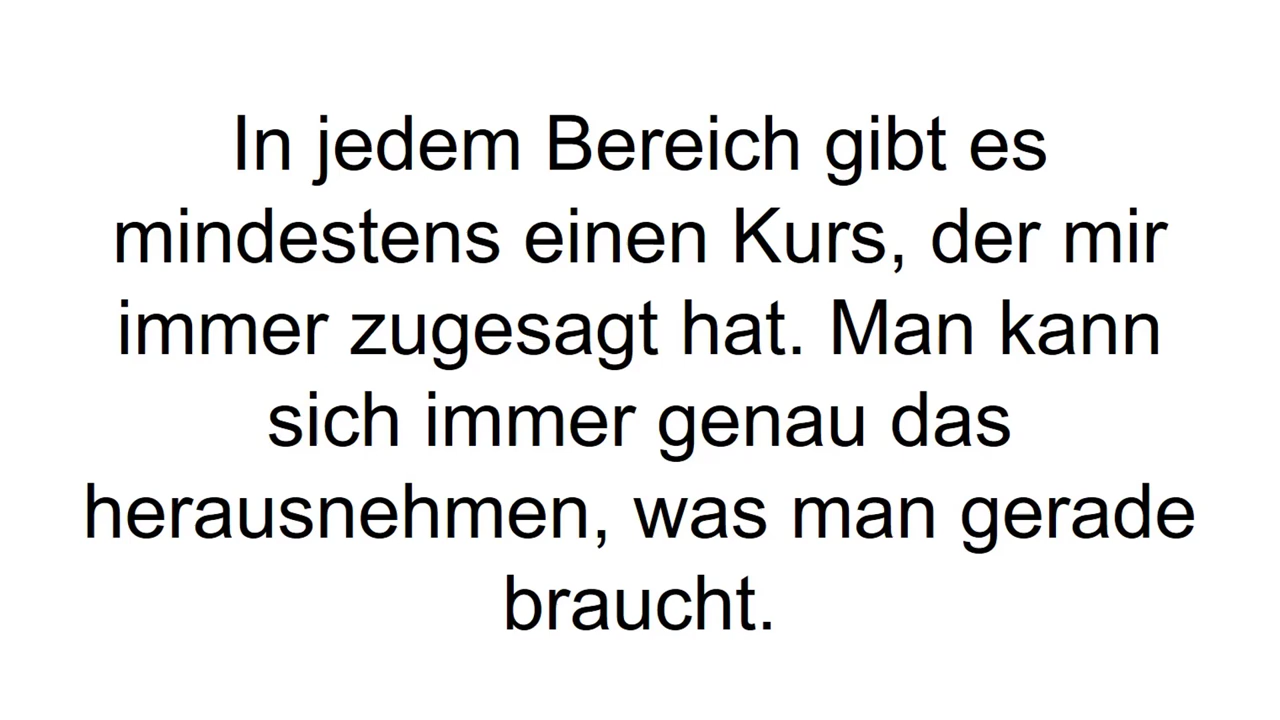 In jedem Bereich gibt es
mindestens einen Kurs, der mir
immer zugesagt hat. Man kann
sich immer genau das
herausnehmen, was man gerade
braucht.